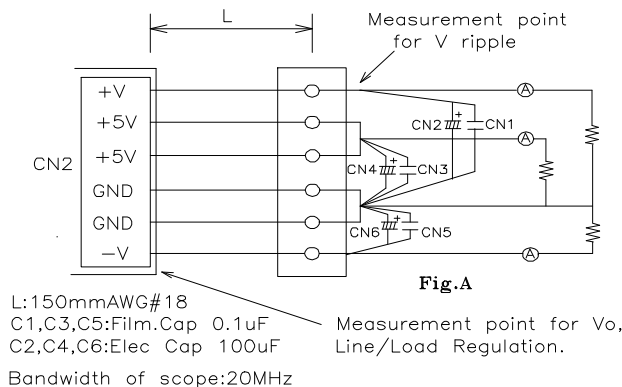 L
Measurement point
for V ripple
+V
+5V
+5V
GND
GND
-V
CN2
A
CN2 + CN1
A
CN4 + CN3
CN6 + CN5
A
Fig.A
L:150mmAWG#18
C1,C3,C5:Film.Cap 0.1uF
C2,C4,C6:Elec Cap 100uF
Bandwidth of scope:20MHz
Measurement point for Vo,
Line/Load Regulation.